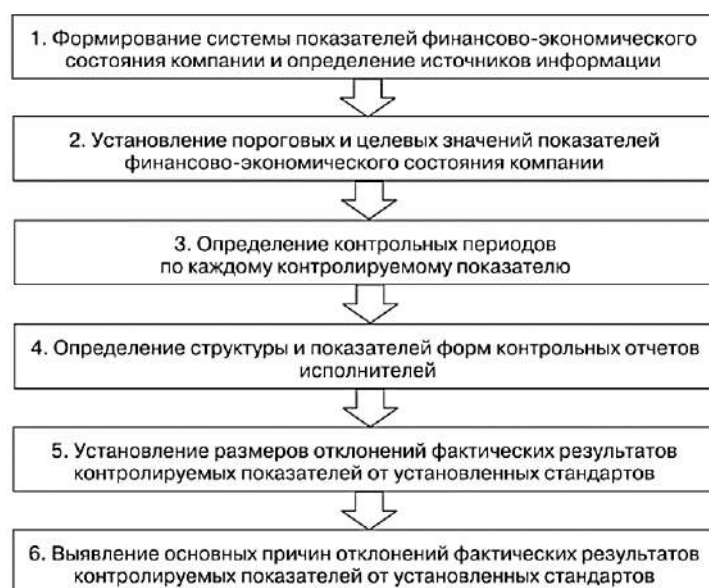 1. Формирование системы показателей финансово-экономического
состояния компании и определение источников информации
2. Установление пороговых и целевых значений показателей
финансово-экономического состояния компании
3. Определение контрольных периодов
по каждому контролируемому показателю
4. Определение структуры и показателей форм контрольных отчетов
исполнителей
5. Установление размеров отклонений фактических результатов
контролируемых показателей от установленных стандартов
6. Выявление основных причин отклонений фактических результатов
контролируемых показателей от установленных стандартов